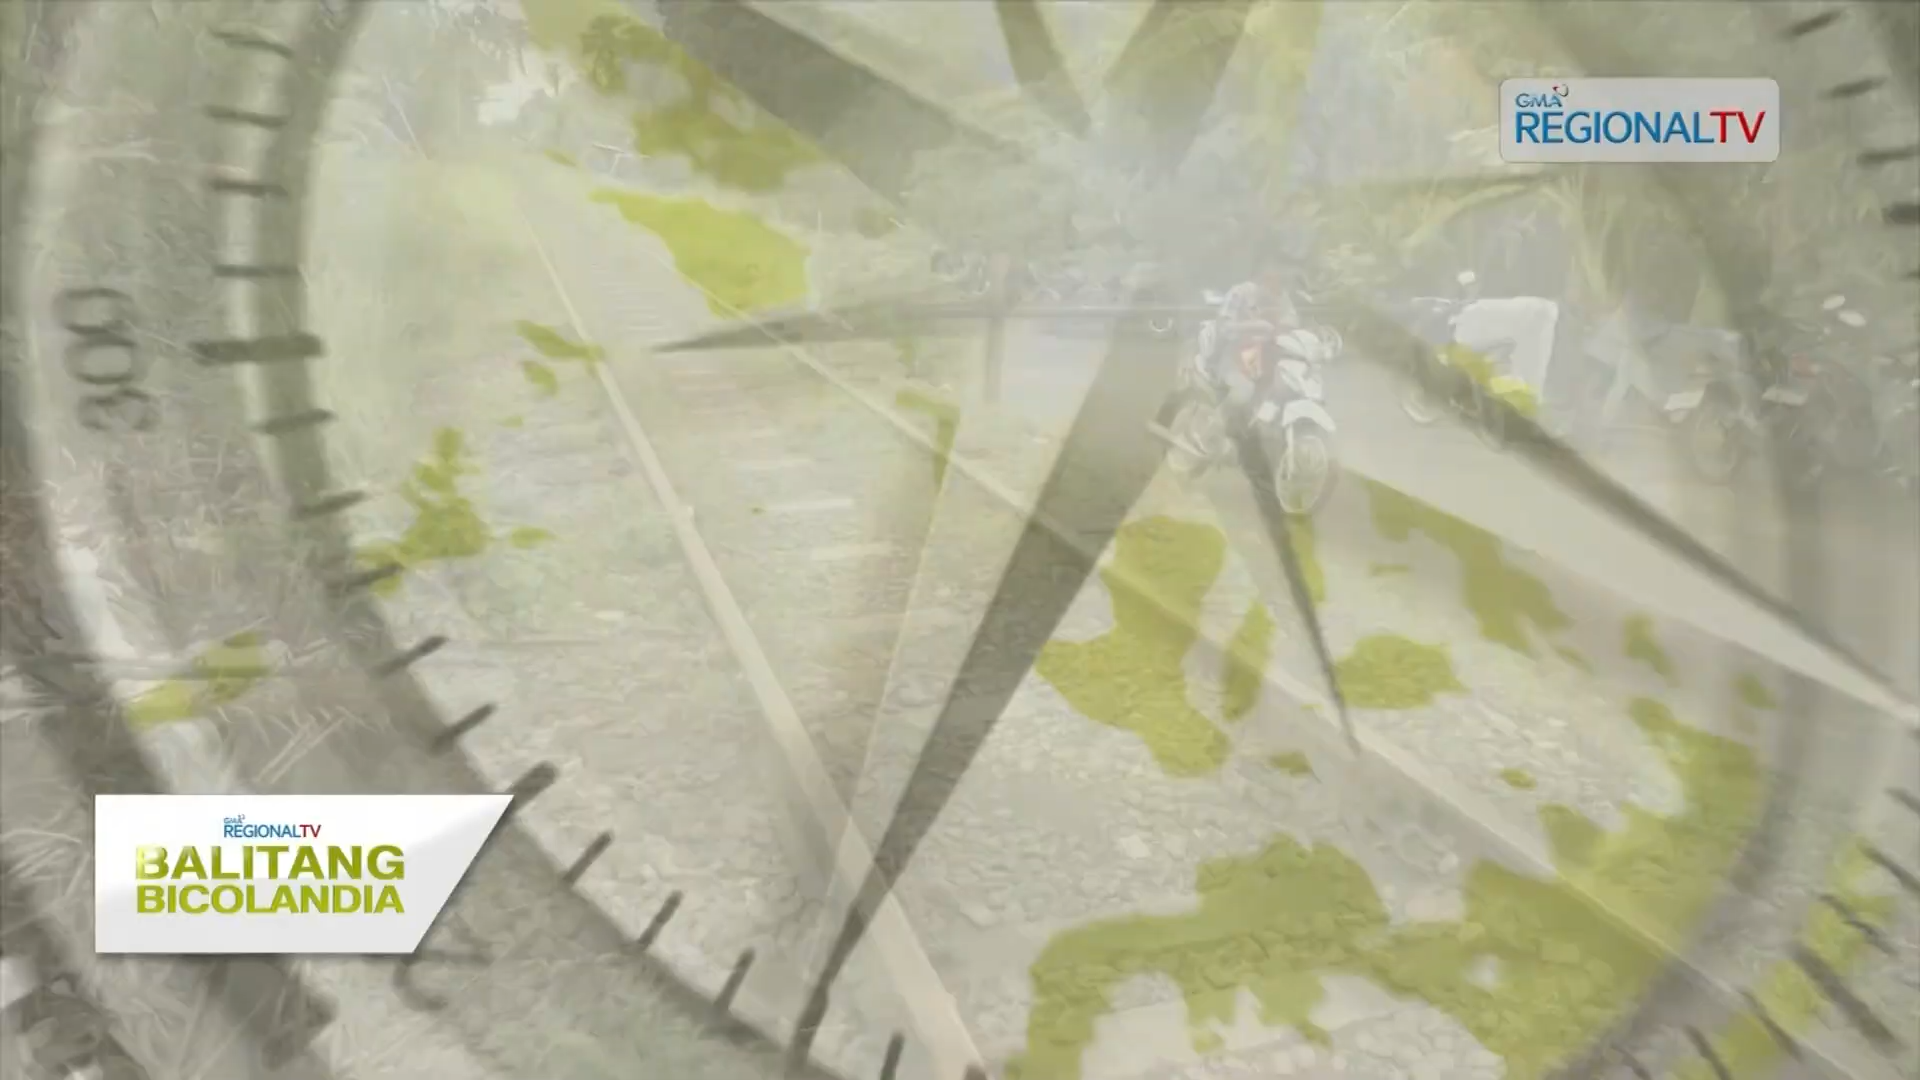 GMA
REGIONALTV
300
GMA
REGIONALTV
BALITANG
BICOLANDIA